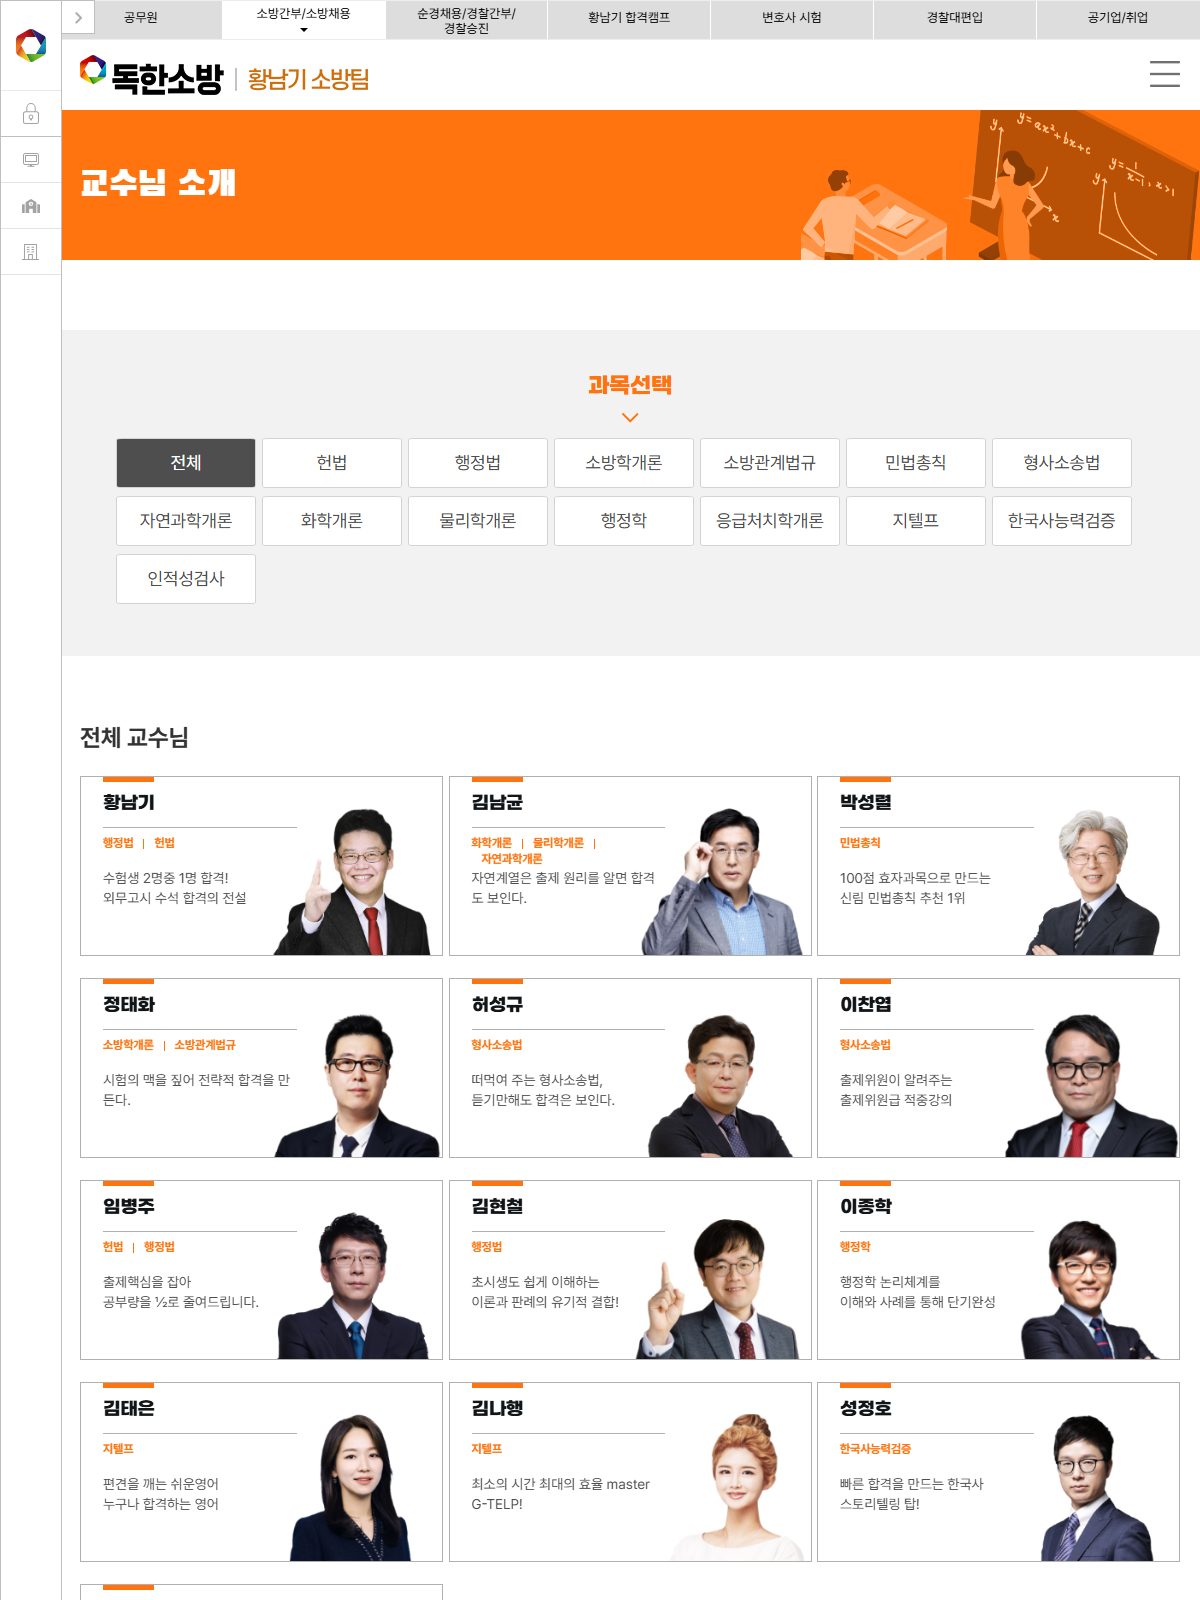 공무원
소방간부/소방채용
순경채용/경찰간부/
경찰승진
황남기 합격캠프
변호사 시험
경찰대편입
공기업/취업
독한소방 | 황남기 소방팀
교수님 소개
y
y=ax²+bx+c
x
y
y=1/x-1, x>1
과목선택
전체
헌법
행정법
소방학개론
소방관계법규
민법총칙
형사소송법
자연과학개론
화학개론
물리학개론
행정학
응급처치학개론
지텔프
한국사능력검증
인적성검사
전체 교수님
황남기
행정법 | 헌법
수험생 2명중 1명 합격!
외무고시 수석 합격의 전설
김남균
화학개론 | 물리학개론 |
자연과학개론
자연계열은 출제 원리를 알면 합격
도 보인다.
박성렬
민법총칙
100점 효자과목으로 만드는
신림 민법총칙 추천 1위
정태화
소방학개론 | 소방관계법규
시험의 맥을 짚어 전략적 합격을 만
든다.
허성규
형사소송법
떠먹여 주는 형사소송법,
듣기만해도 합격은 보인다.
이찬엽
형사소송법
출제위원이 알려주는
출제위원급 적중강의
임병주
헌법 | 행정법
출제핵심을 잡아
공부량을 ½로 줄여드립니다.
김현철
행정법
초시생도 쉽게 이해하는
이론과 판례의 유기적 결합!
이종학
행정학
행정학 논리체계를
이해와 사례를 통해 단기완성
김태은
지텔프
편견을 깨는 쉬운영어
누구나 합격하는 영어
김나행
지텔프
최소의 시간 최대의 효율 master
G-TELP!
성정호
한국사능력검증
빠른 합격을 만드는 한국사
스토리텔링 탑!